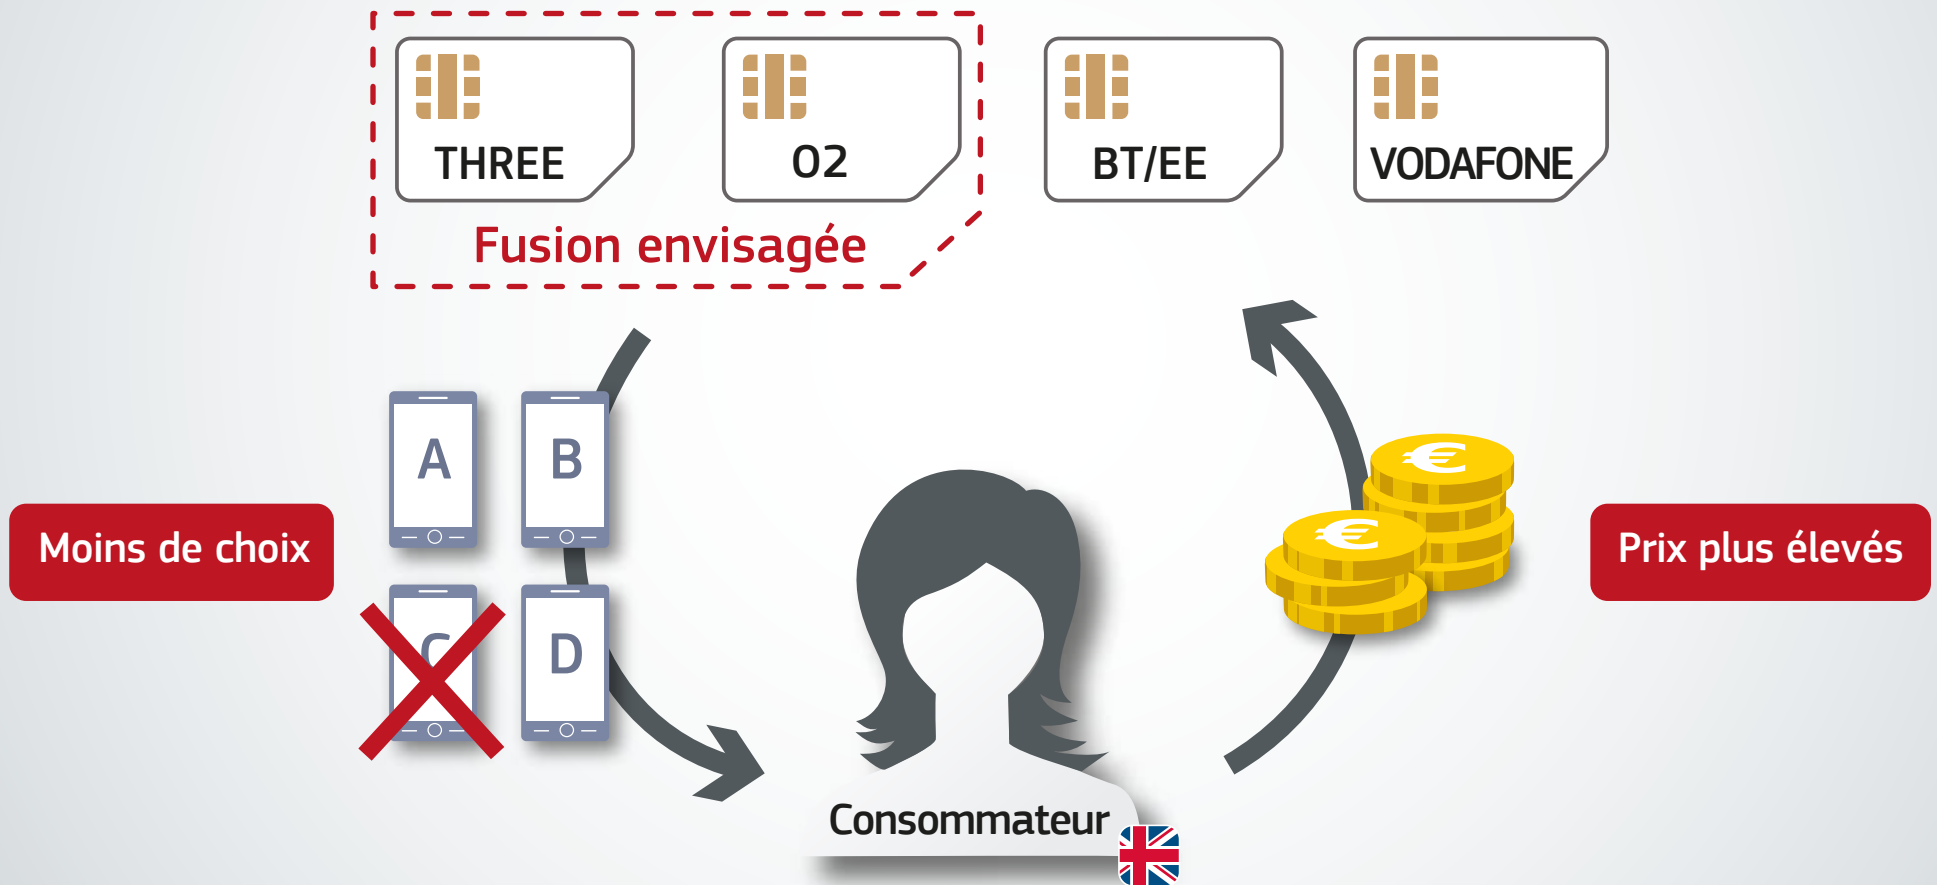 THREE
O2
BT/EE
VODAFONE
Fusion envisagée
A
B
Moins de choix
Prix plus élevés
C
D
Consommateur